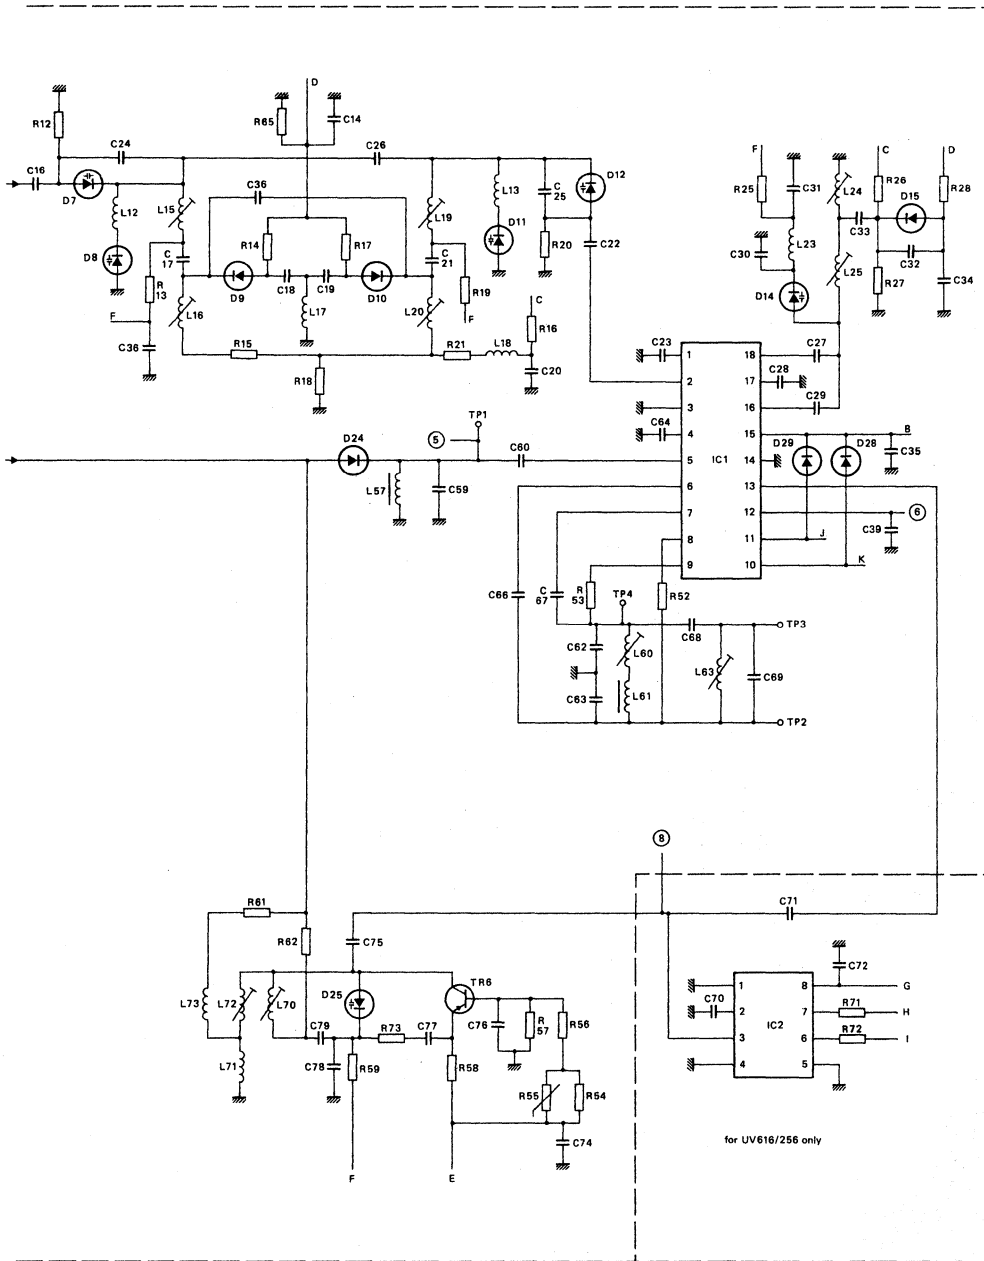 D
R12
R65
C14
C24
C26
C16
D7
L12
L15
C36
L19
L13
C
25
D12
F
R25
C31
L24
C
R26
D
R28
D15
D8
R14
R17
D11
R20
C22
C33
C
17
C
21
C30
L23
L25
C32
R
13
D9
C18
C19
D10
R19
D14
R27
C34
F
L16
L17
L20
F
C
R16
C36
R15
R21
L18
R18
C20
C23
1
18
C27
2
17
C28
3
16
C29
TP1
C64
4
15
B
5
D24
C60
5
IC1
14
D29
D28
C35
L57
C59
6
13
7
12
6
C39
8
11
J
9
10
K
C66
C
67
R
53
TP4
R52
C68
TP3
C62
L60
L63
C69
C63
L61
TP2
8
R61
C71
R62
C75
C72
L73
L72
L70
D25
TR6
1
8
G
C70
2
IC2
7
R71
H
C76
R
57
R56
3
6
R72
I
C79
R73
C77
L71
C78
R59
R58
4
5
R55
R54
C74
for UV616/256 only
F
E